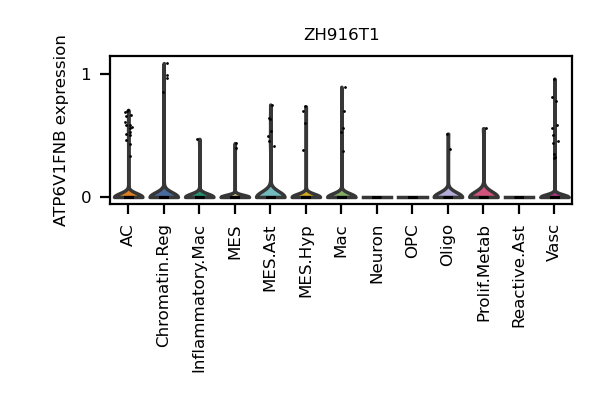 ZH916T1
ATP6V1FNB expression
1
0
AC
Chromatin.Reg
Inflammatory.Mac
MES
MES.Ast
MES.Hyp
Mac
Neuron
OPC
Oligo
Prolif.Metab
Reactive.Ast
Vasc